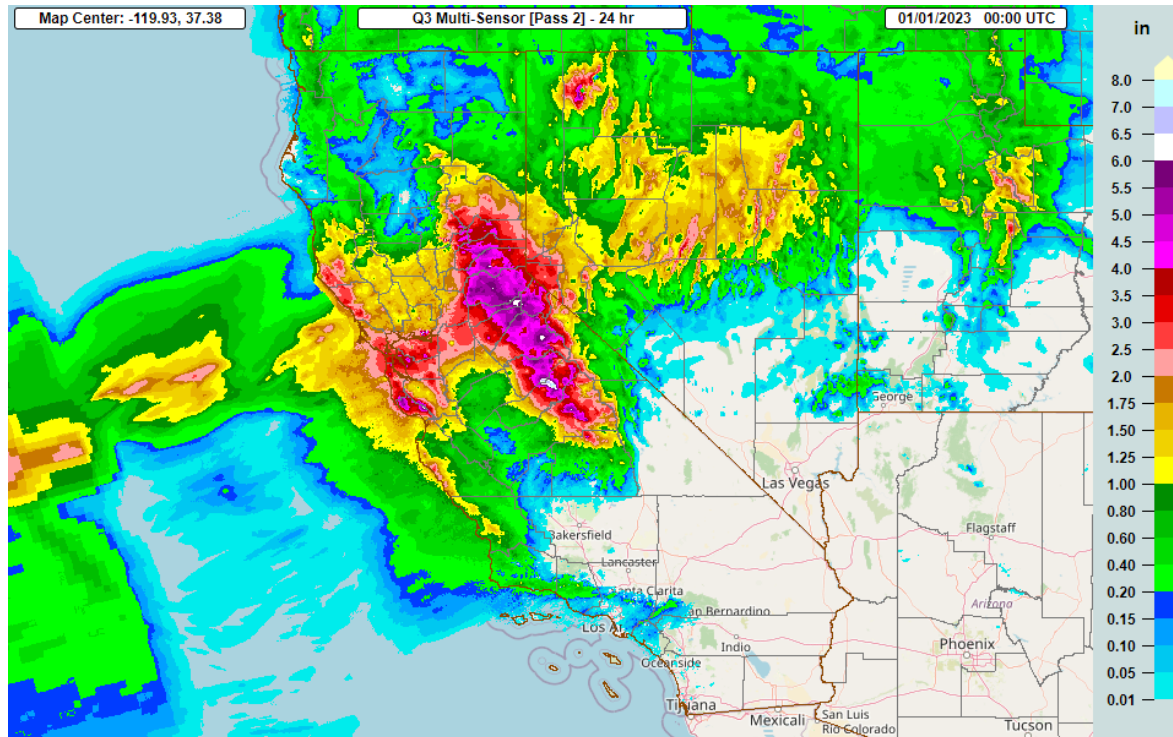 Map Center: -119.93, 37.38
Q3 Multi-Sensor [Pass 2] - 24 hr
01/01/2023 00:00 UTC
in
8.0
7.0
6.5
6.0
5.5
5.0
4.5
4.0
3.5
3.0
2.5
2.0
1.75
1.50
1.25
1.00
0.80
0.60
0.40
0.20
0.15
0.10
0.05
0.01
George
Las Vegas
Flagstaff
Bakersfield
Lancaster
Santa Clarita
an Bernardino
Arizona
Los A
Indio
Phoenix
Oceanside
Tijuana
Mexicali
San Luis
Rio Colorado
Tucson